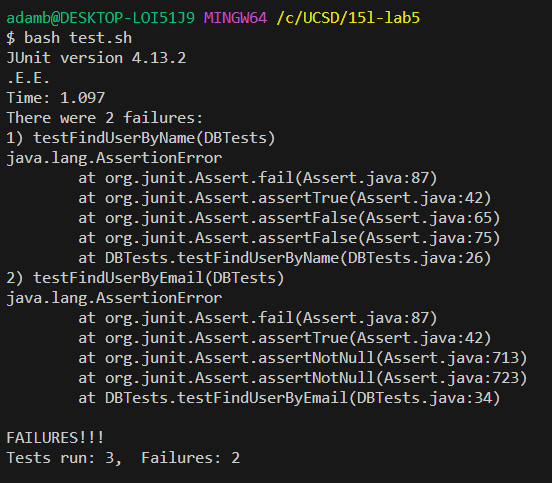 adamb@DESKTOP-LOI51J9 MINGW64 /c/UCSD/15l-lab5
$ bash test.sh
JUnit version 4.13.2
.E.E.
Time: 1.097
There were 2 failures:
1) testFindUserByName(DBTests)
java.lang.AssertionError
        at org.junit.Assert.fail(Assert.java:87)
        at org.junit.Assert.assertTrue(Assert.java:42)
        at org.junit.Assert.assertFalse(Assert.java:65)
        at org.junit.Assert.assertFalse(Assert.java:75)
        at DBTests.testFindUserByName(DBTests.java:26)
2) testFindUserByEmail(DBTests)
java.lang.AssertionError
        at org.junit.Assert.fail(Assert.java:87)
        at org.junit.Assert.assertTrue(Assert.java:42)
        at org.junit.Assert.assertNotNull(Assert.java:713)
        at org.junit.Assert.assertNotNull(Assert.java:723)
        at DBTests.testFindUserByEmail(DBTests.java:34)

FAILURES!!!
Tests run: 3,  Failures: 2